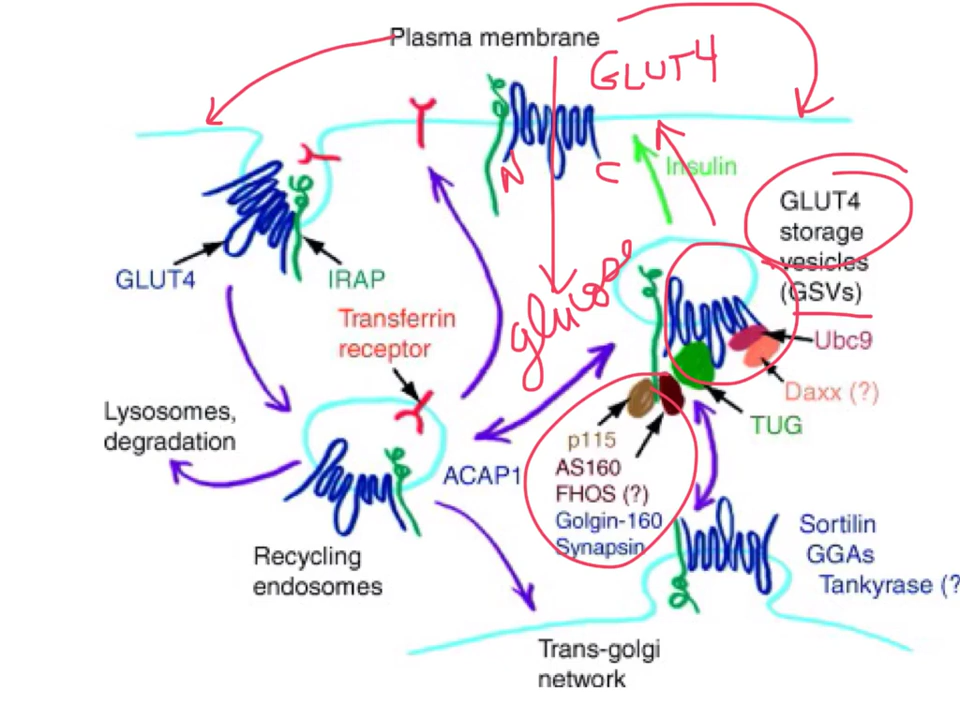 Plasma membrane
GLUT4
N
C
Insulin
GLUT4
storage
vesicles
(GSVs)
GLUT4
IRAP
glucose
Transferrin
receptor
Ubc9
Daxx (?)
TUG
Lysosomes,
degradation
ACAP1
p115
AS160
FHOS (?)
Golgin-160
Synapsin
Sortilin
GGAs
Tankyrase (?
Recycling
endosomes
Trans-golgi
network